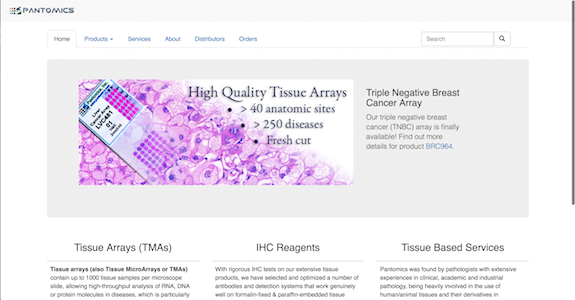 PANTOMICS
Home Products Services About Distributors Orders Search
High Quality Tissue Arrays
• > 40 anatomic sites
• > 250 diseases
• Fresh cut
Liver
Cancer Array
LVC481
01
Triple Negative Breast
Cancer Array
Our triple negative breast
cancer (TNBC) array is finally
available! Find out more
details for product BRC964.
Tissue Arrays (TMAs)
Tissue arrays (also Tissue MicroArrays or TMAs)
contain up to 1000 tissue samples per microscope
slide, allowing high-throughput analysis of RNA, DNA
or protein molecules in diseases, which is particularly
IHC Reagents
With rigorous IHC tests on our extensive tissue
products, we have selected and optimized a number of
antibodies and detection systems that work genuinely
well on formalin-fixed & paraffin-embedded tissue
Tissue Based Services
Pantomics was found by pathologists with extensive
experiences in clinical, academic and industrial
pathology, being heavily involved in the use of
human/animal tissues and their derivatives in